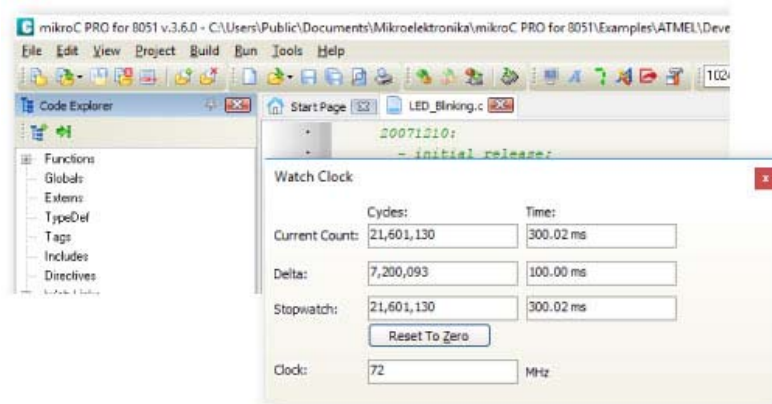 mikroC PRO for 8051 v.3.6.0 - C:\Users\Public\Documents\Mikroelektronika\mikroC PRO for 8051\Examples\ATMEL\Deve
File Edit View Project Build Run Tools Help
102
Code Explorer
Start Page LED_Blinking.c
20071210:
- initial release;
Functions
Globals
Externs
TypeDef
Tags
Includes
Directives
Watch Clock
Cycles: Time:
Current Count: 21,601,130 300.02 ms
Delta: 7,200,093 100.00 ms
Stopwatch: 21,601,130 300.02 ms
Reset To Zero
Clock: 72 MHz